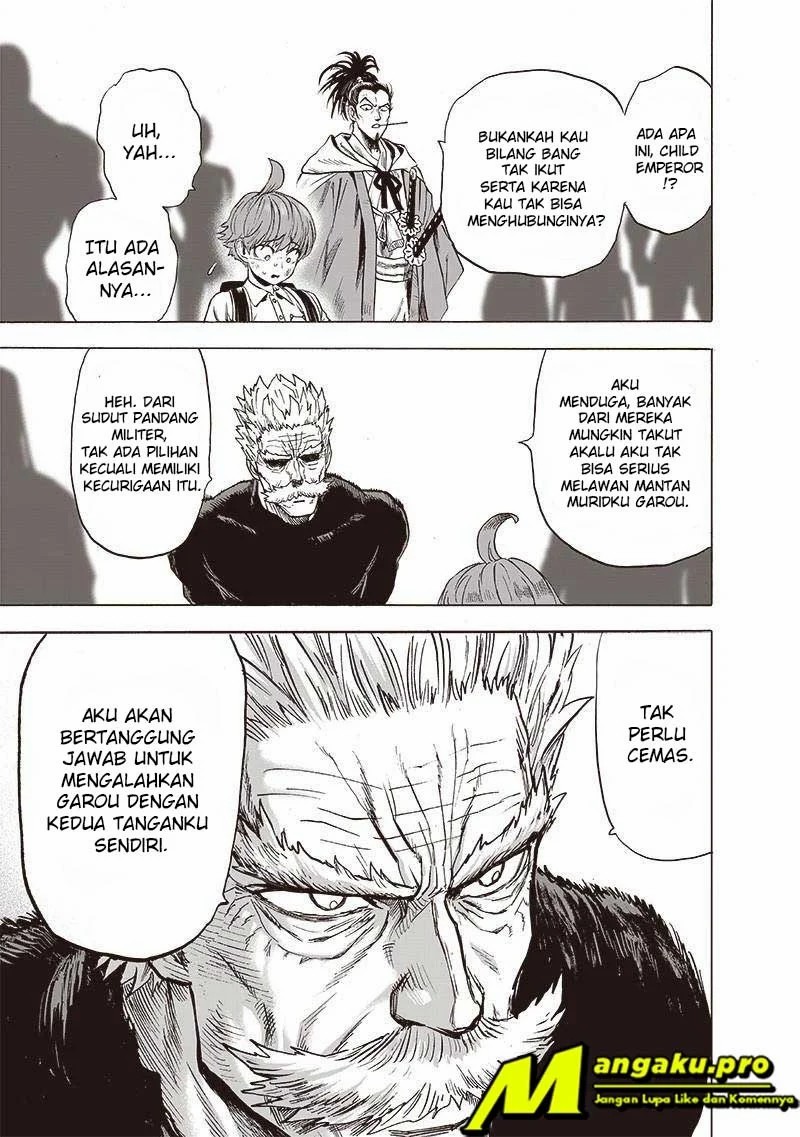 ADA APA
INI, CHILD
EMPEROR
!?
BUKANKAH KAU
BILANG BANG
TAK IKUT
SERTA KARENA
KAU TAK BISA
MENGHUBUNGINYA?
UH,
YAH...
ITU ADA
ALASAN-
NYA...
AKU
MENDUGA, BANYAK
DARI MEREKA
MUNGKIN TAKUT
AKALU AKU TAK
BISA SERIUS
MELAWAN MANTAN
MURIDKU GAROU.
HEH. DARI
SUDUT PANDANG
MILITER,
TAK ADA PILIHAN
KECUALI MEMILIKI
KECURIGAAN ITU.
TAK
PERLU
CEMAS.
AKU AKAN
BERTANGGUNG
JAWAB UNTUK
MENGALAHKAN
GAROU DENGAN
KEDUA TANGANKU
SENDIRI.
Mangaku.pro
Jangan Lupa Like dan Komennya